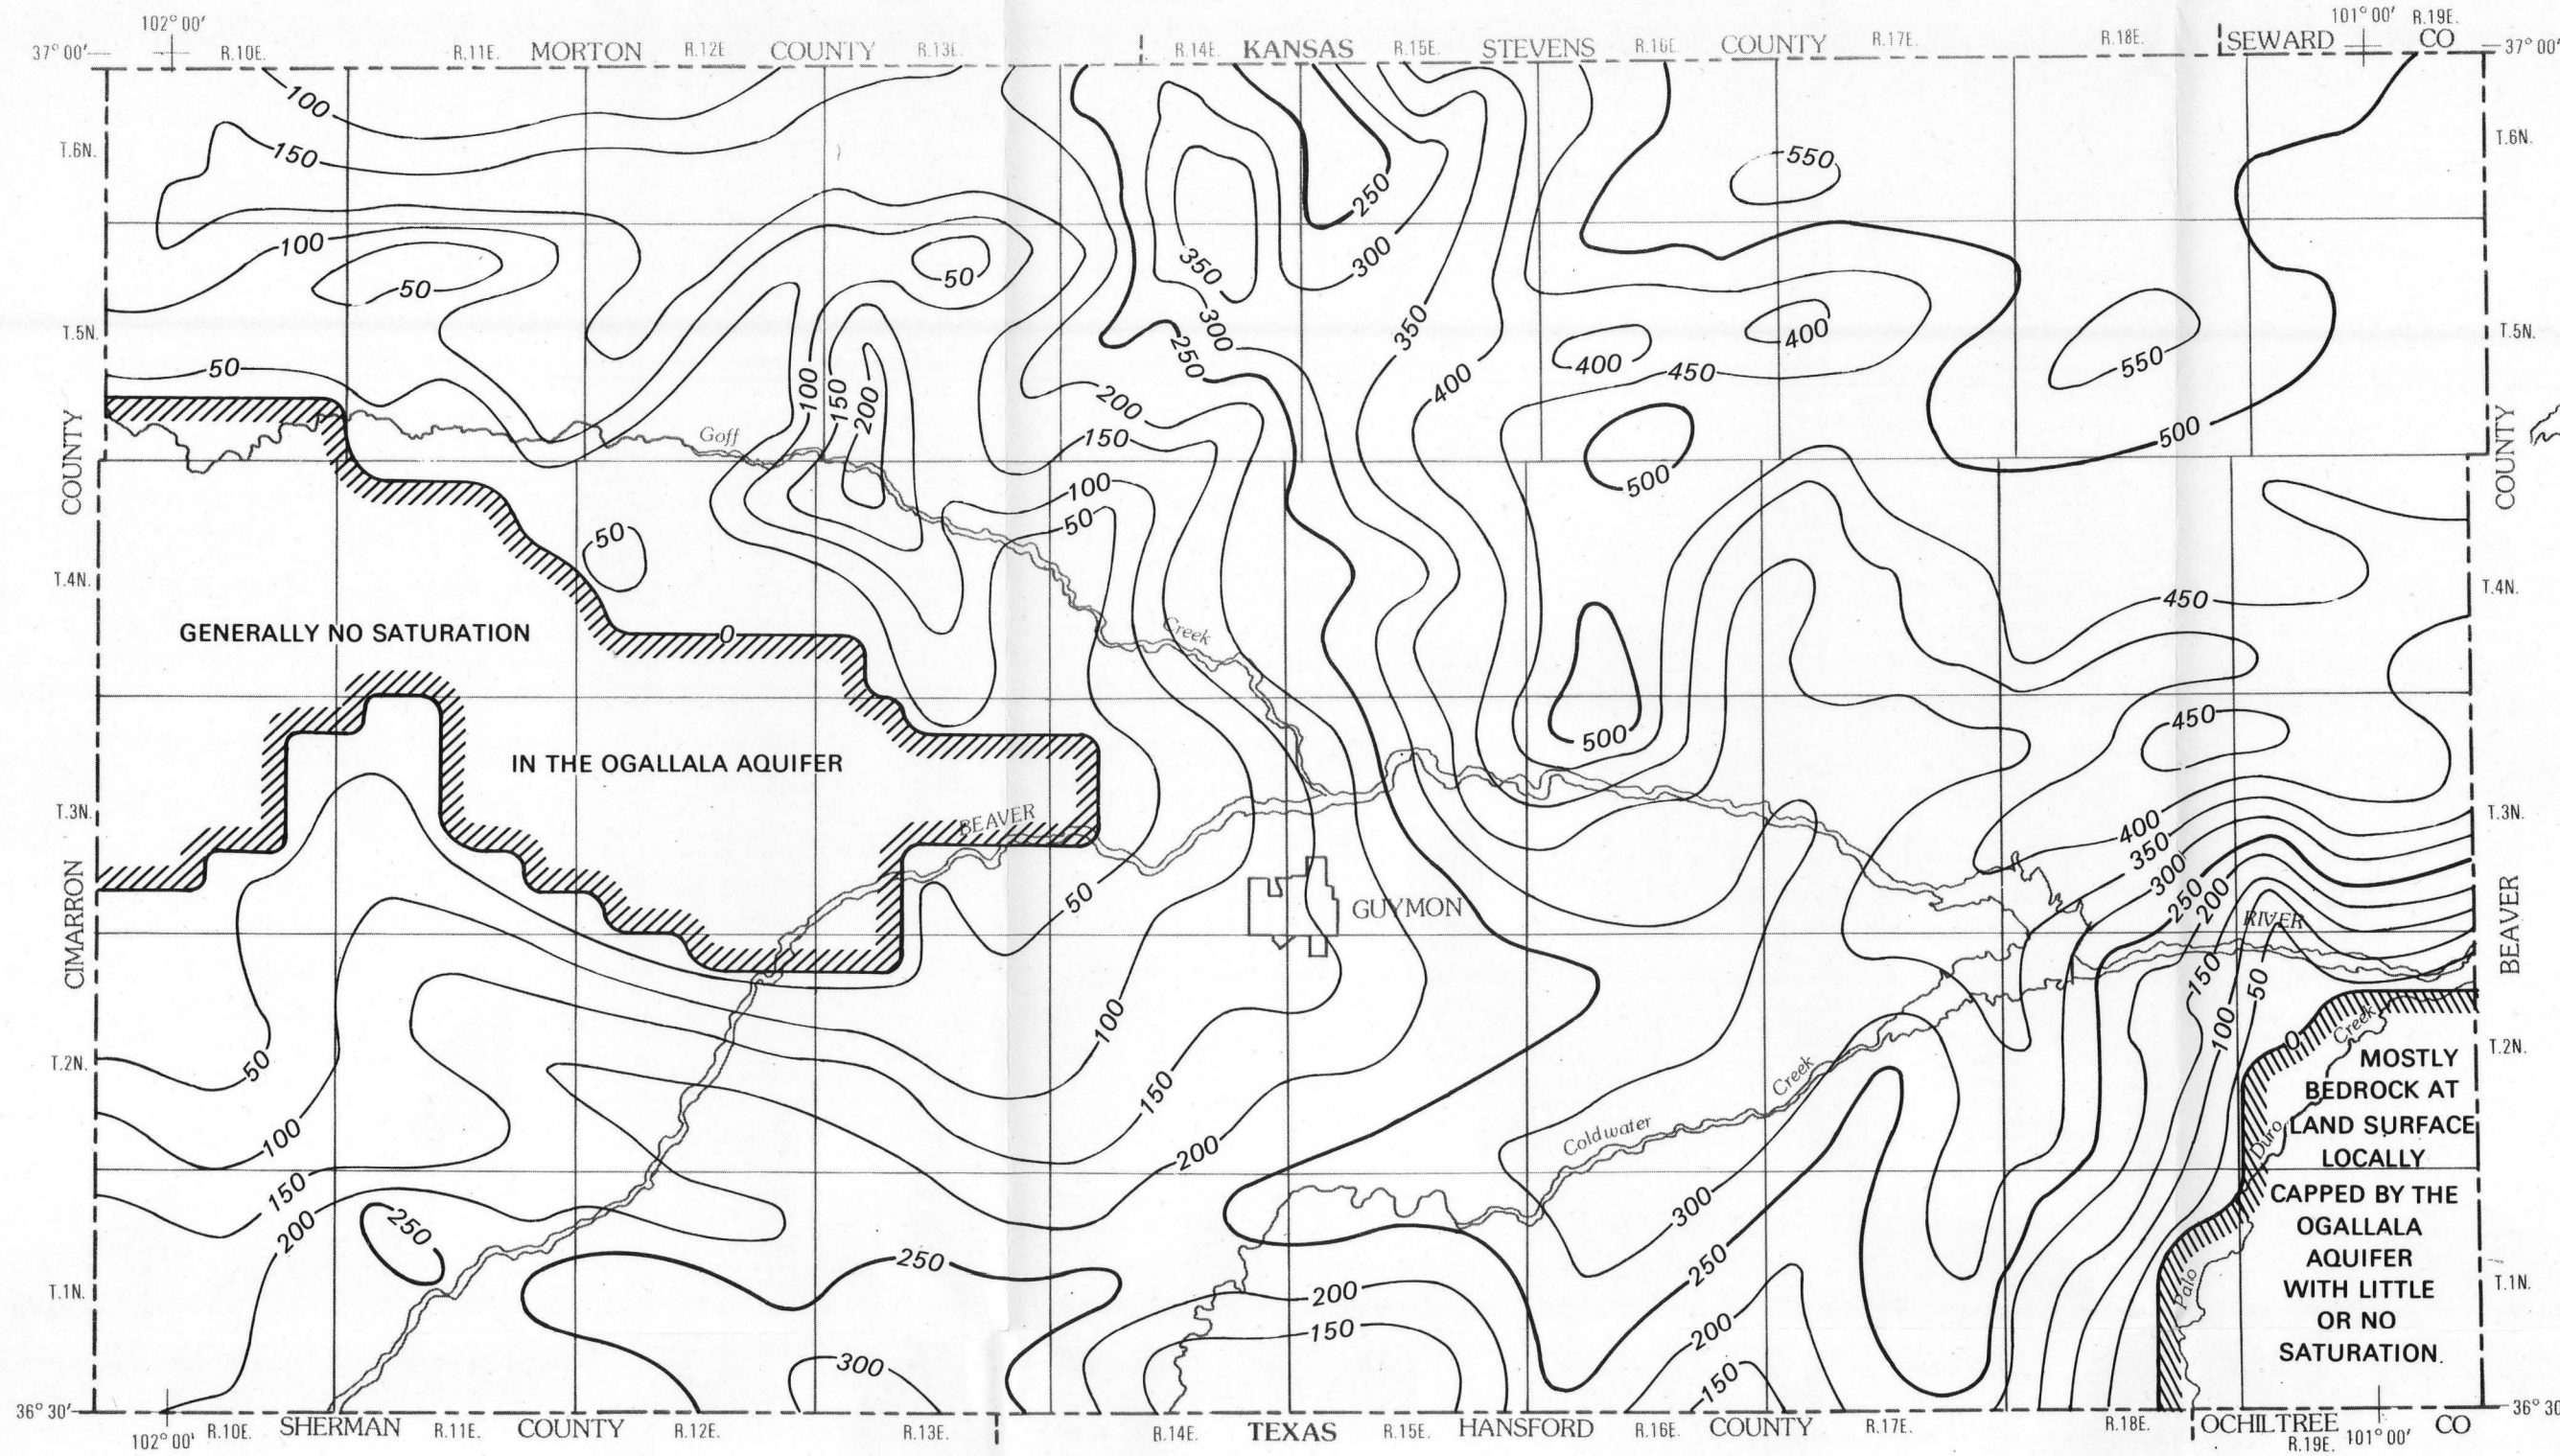 102° 00′
101° 00′ R.19E.
37° 00′ R.10E. R.11E. MORTON R.12E. COUNTY R.13E. R.14E. KANSAS R.15E. STEVENS R.16E. COUNTY R.17E. R.18E. SEWARD CO 37° 00′
100
T.6N. 150 550 T.6N.
250
100 300
50 50 350
T.5N. 300 350 400 T.5N.
250 400 550
50 400 450
100 150 200 200 400
150 500
Goff
COUNTY 500 COUNTY
100
50
50
T.4N. 450 T.4N.
GENERALLY NO SATURATION 0 Creek
450
500
IN THE OGALLALA AQUIFER
T.3N. BEAVER 400 T.3N.
350
300
250 200
50 GUYMON RIVER
CIMARRON BEAVER
150 50
100 100
0 Creek
T.2N. 50 T.2N.
MOSTLY
BEDROCK AT
150 Creek LAND SURFACE
100 Coldwater Duro
200 LOCALLY
150 CAPPED BY THE
200 250 300 OGALLALA
250 250 AQUIFER
T.1N. 200 Palo WITH LITTLE T.1N.
150 200 OR NO
300 150 SATURATION.
36° 30′ 36° 30
102° 00′ R.10E. SHERMAN R.11E. COUNTY R.12E. R.13E. R.14E. TEXAS R.15E. HANSFORD R.16E. COUNTY R.17E. R.18E. OCHILTREE CO
R.19E. 101° 00′